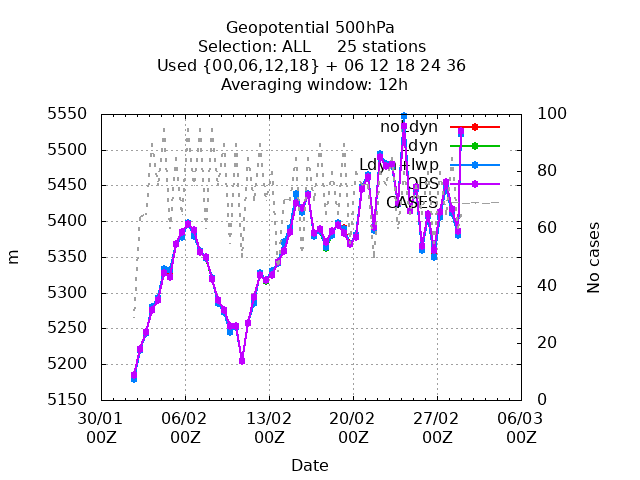 Geopotential 500hPa
Selection: ALL 25 stations
Used {00,06,12,18} + 06 12 18 24 36
Averaging window: 12h
5550
5500
5450
5400
5350
5300
5250
5200
5150
m
100
80
60
40
20
0
No cases
noLdyn
Ldyn
OBS
CASES
30/01 06/02 13/02 20/02 27/02 06/03
00Z 00Z 00Z 00Z 00Z 00Z
Date